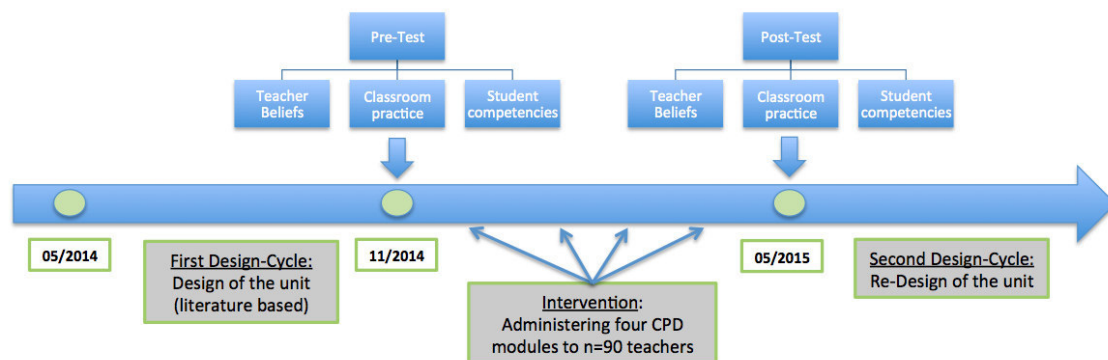 Pre-Test
Post-Test
Teacher
Beliefs
Classroom
practice
Student
competencies
Teacher
Beliefs
Classroom
practice
Student
competencies
05/2014
First Design-Cycle:
Design of the unit
(literature based)
11/2014
Intervention:
Administering four CPD
modules to n=90 teachers
05/2015
Second Design-Cycle:
Re-Design of the unit